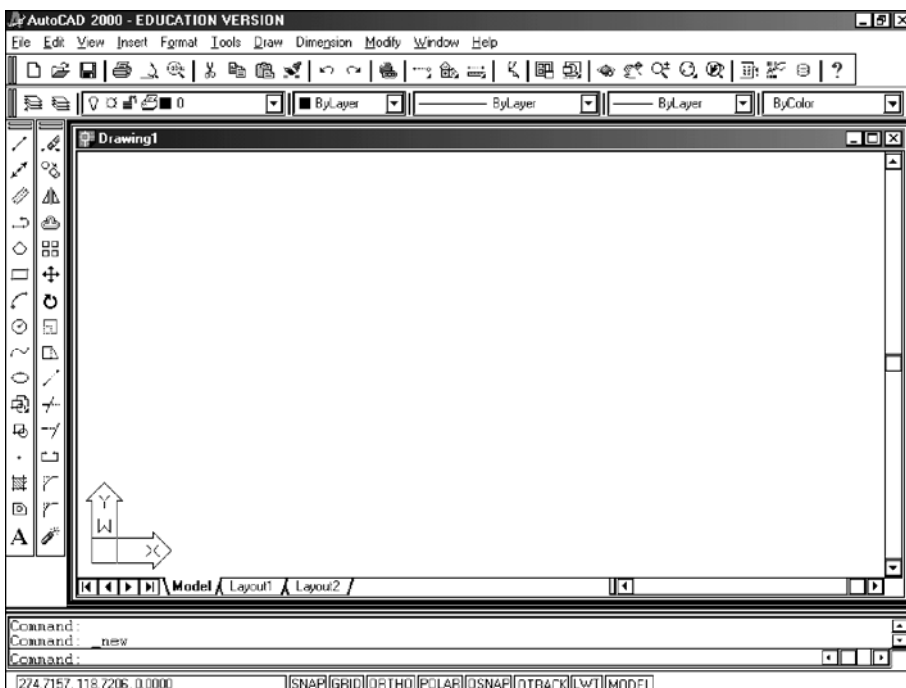 AutoCAD 2000 - EDUCATION VERSION
File Edit View Insert Format Tools Draw Dimension Modify Window Help
?
0 ByLayer ByLayer ByLayer ByColor
Drawing1
A
Y
W
X
Model Layout1 Layout2
Command:
Command: _new
Command:
274.7157, 118.7206, 0.0000 SNAP GRID ORTHO POLAR OSNAP OTRACK LWT MODEL